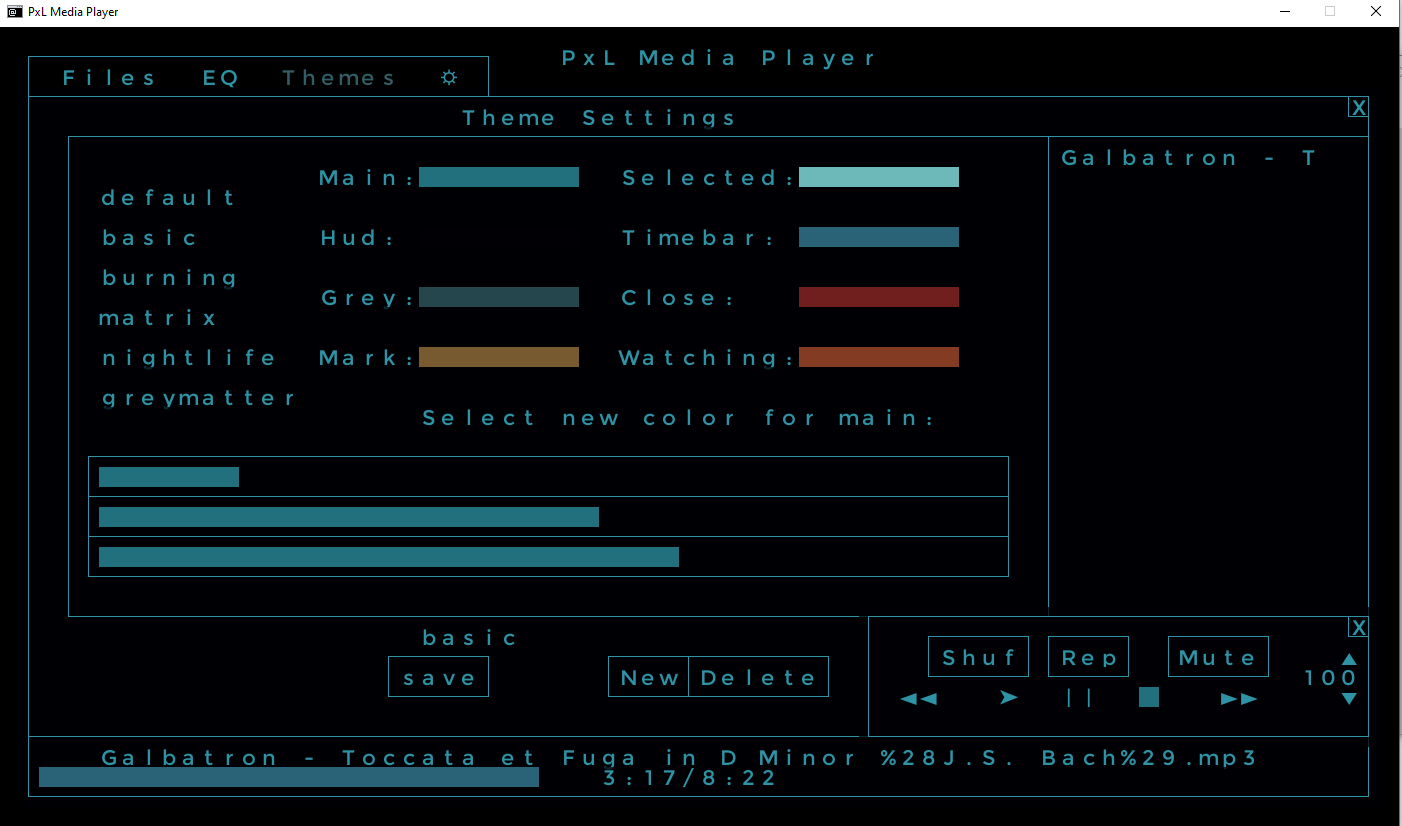 PxL Media Player
PxL Media Player
Files EQ Themes ☼
Theme Settings X
Galbatron - T
Main: Selected:
default
basic Hud: Timebar:
burning
Grey: Close:
matrix
nightlife Mark: Watching:
greymatter
Select new color for main:
basic X
Shuf Rep Mute
save New Delete 100
Galbatron - Toccata et Fuga in D Minor %28J.S. Bach%29.mp3
3:17/8:22